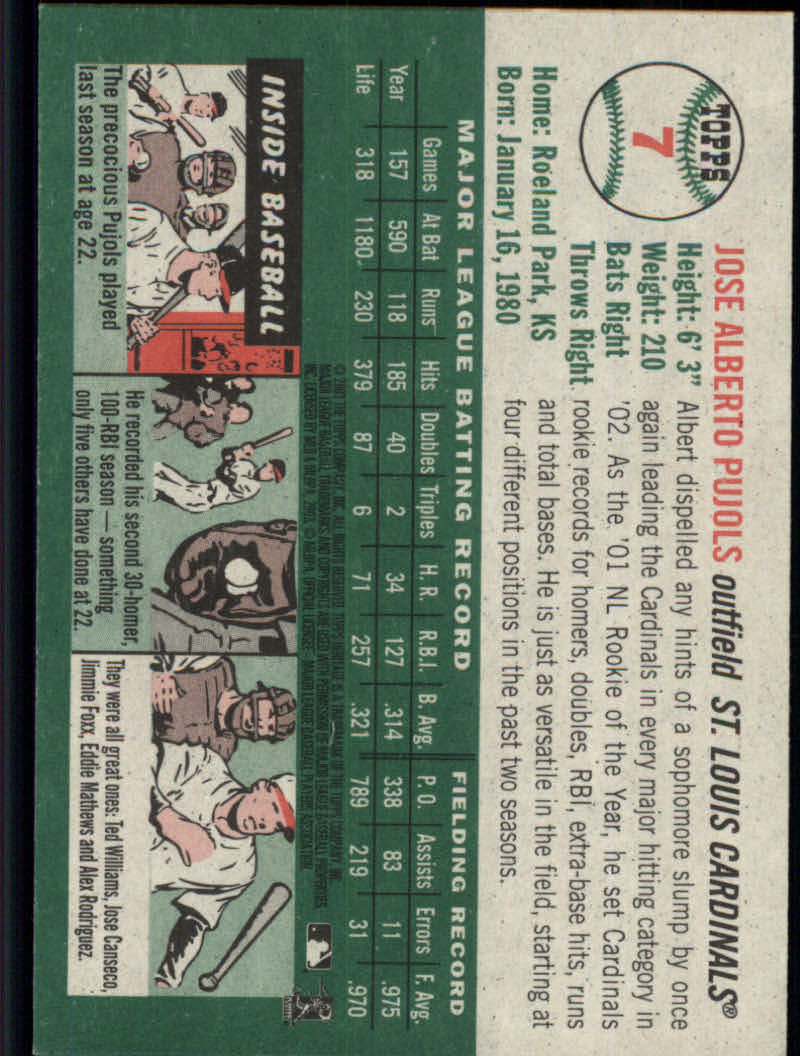 TOPPS
7
JOSE ALBERTO PUJOLS outfield ST. LOUIS CARDINALS®
Height: 6' 3"
Weight: 210
Bats Right
Throws Right
Home: Roeland Park, KS
Born: January 16, 1980
Albert dispelled any hints of a sophomore slump by once
again leading the Cardinals in every major hitting category in
'02. As the '01 NL Rookie of the Year, he set Cardinals
rookie records for homers, doubles, RBI, extra-base hits, runs
and total bases. He is just as versatile in the field, starting at
four different positions in the past two seasons.
MAJOR LEAGUE BATTING RECORD FIELDING RECORD
Games At Bat Runs Hits Doubles Triples H. R. R.B.I. B. Avg. P.O. Assists Errors F. Avg.
Year 157 590 118 185 40 2 34 127 .314 338 83 11 .975
Life 318 1180 230 379 87 6 71 257 .321 789 219 31 .970
INSIDE BASEBALL
The precocious Pujols played
last season at age 22.
He recorded his second 30-homer,
100-RBI season — something
only five others have done at 22.
They were all great ones: Ted Williams, Jose Canseco,
Jimmie Foxx, Eddie Mathews and Alex Rodriguez.